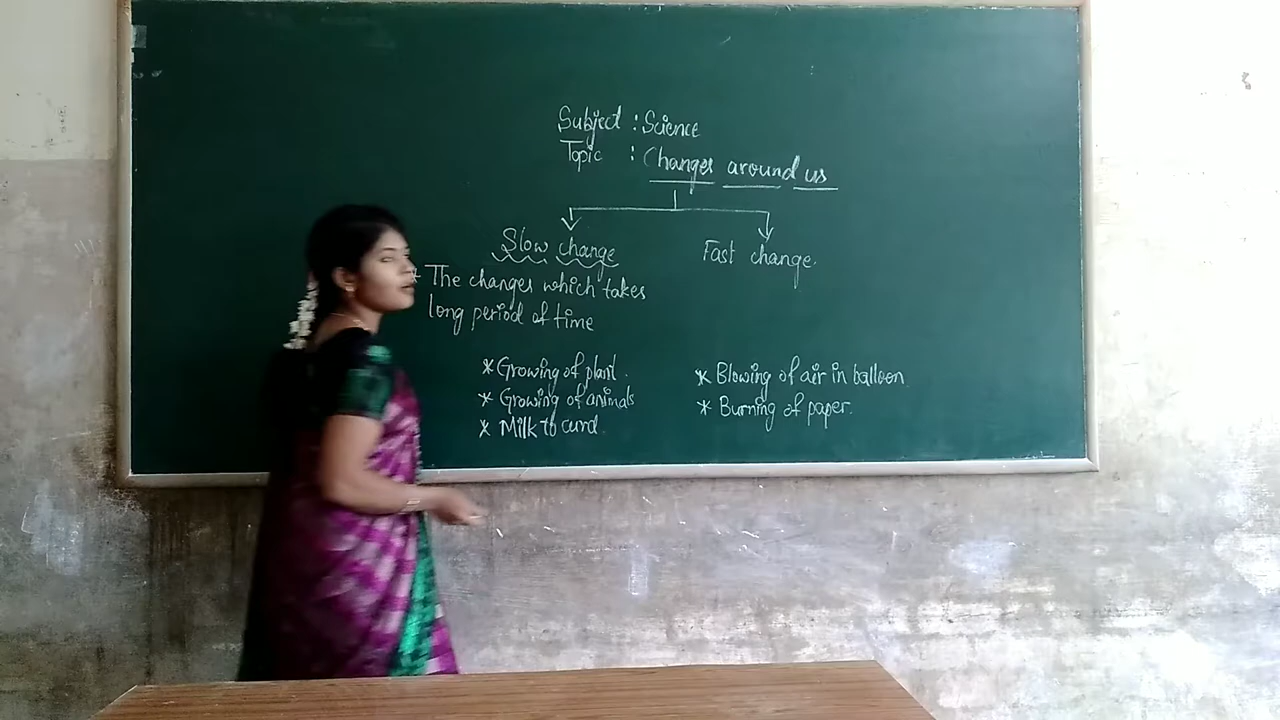 Subject : Science
Topic : Changes around us
Slow change
Fast change.
* The changes which takes
long period of time
* Growing of plant.
* Growing of animals
* Milk to curd.
* Blowing of air in balloon.
* Burning of paper.